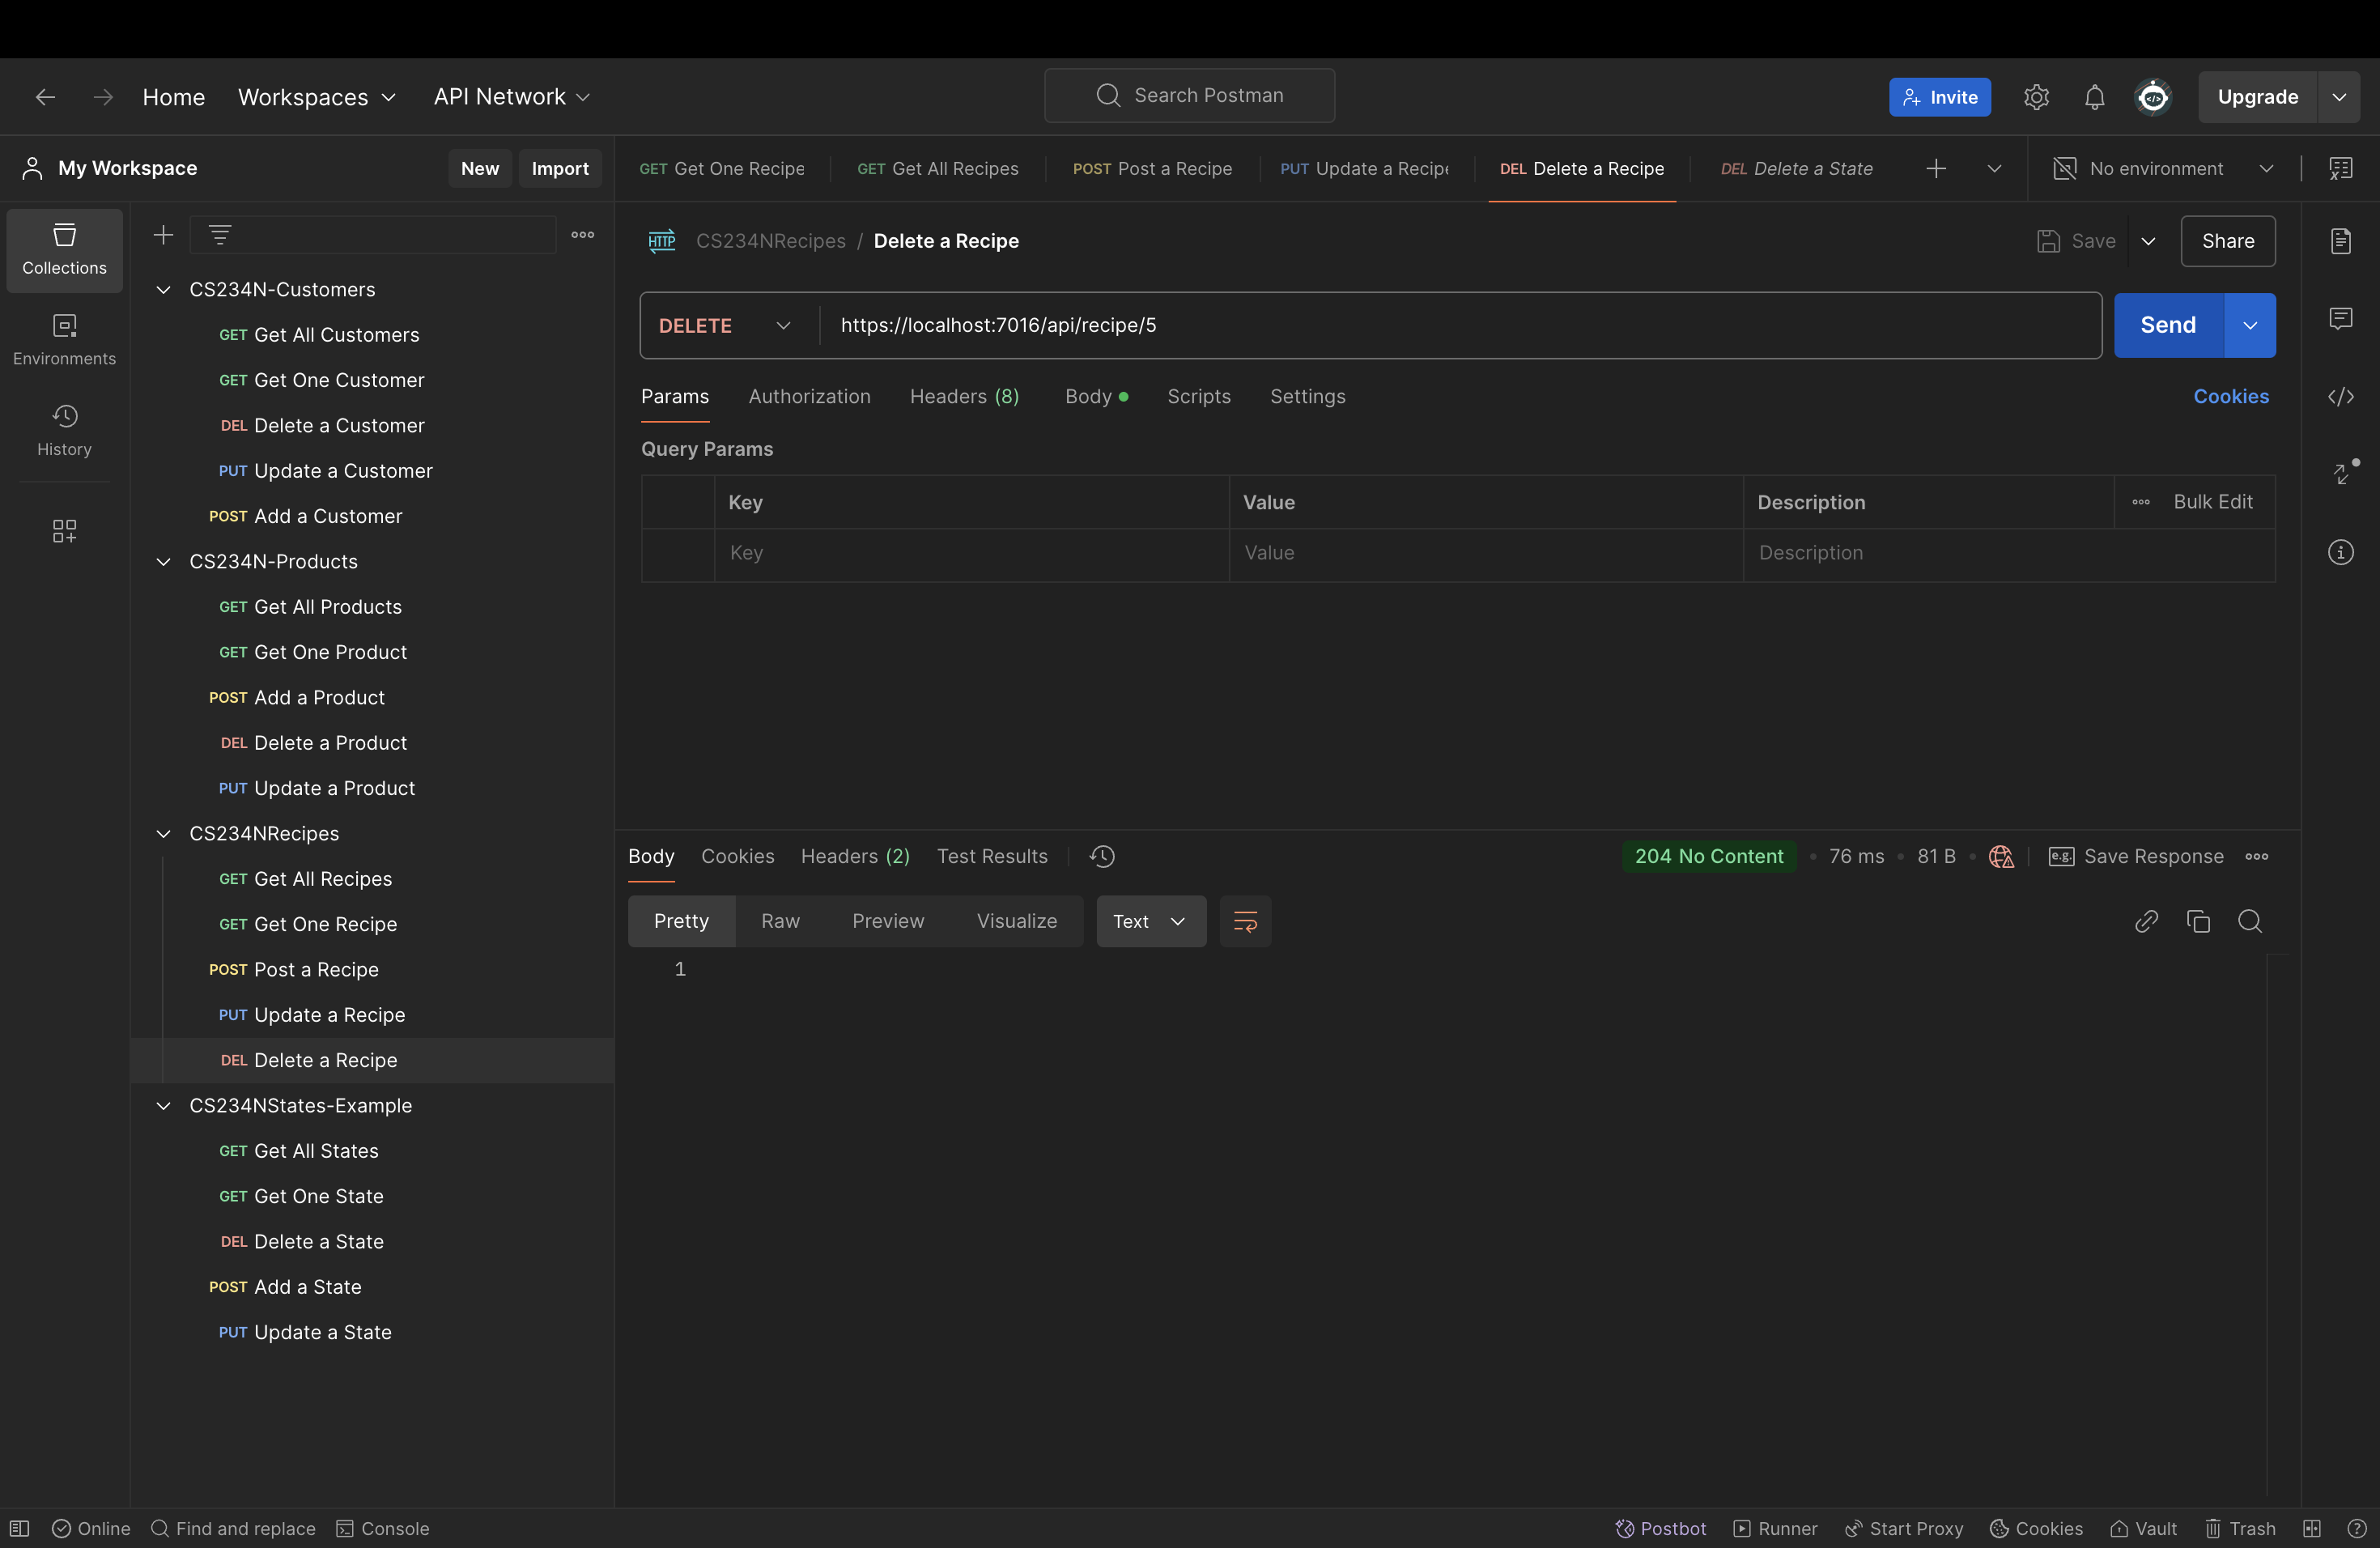 Home Workspaces API Network Search Postman Invite Upgrade
My Workspace New Import
GET Get One Recipe GET Get All Recipes POST Post a Recipe PUT Update a Recipe DEL Delete a Recipe DEL Delete a State No environment
Collections
Environments
History
CS234N-Customers
GET Get All Customers
GET Get One Customer
DEL Delete a Customer
PUT Update a Customer
POST Add a Customer
CS234N-Products
GET Get All Products
GET Get One Product
POST Add a Product
DEL Delete a Product
PUT Update a Product
CS234NRecipes
GET Get All Recipes
GET Get One Recipe
POST Post a Recipe
PUT Update a Recipe
DEL Delete a Recipe
CS234NStates-Example
GET Get All States
GET Get One State
DEL Delete a State
POST Add a State
PUT Update a State
HTTP CS234NRecipes / Delete a Recipe Save Share
DELETE https://localhost:7016/api/recipe/5 Send
Params Authorization Headers (8) Body Scripts Settings Cookies
Query Params
Key Value Description Bulk Edit
Key Value Description
Body Cookies Headers (2) Test Results 204 No Content 76 ms 81 B e.g. Save Response
Pretty Raw Preview Visualize Text
1
Online Find and replace Console Postbot Runner Start Proxy Cookies Vault Trash